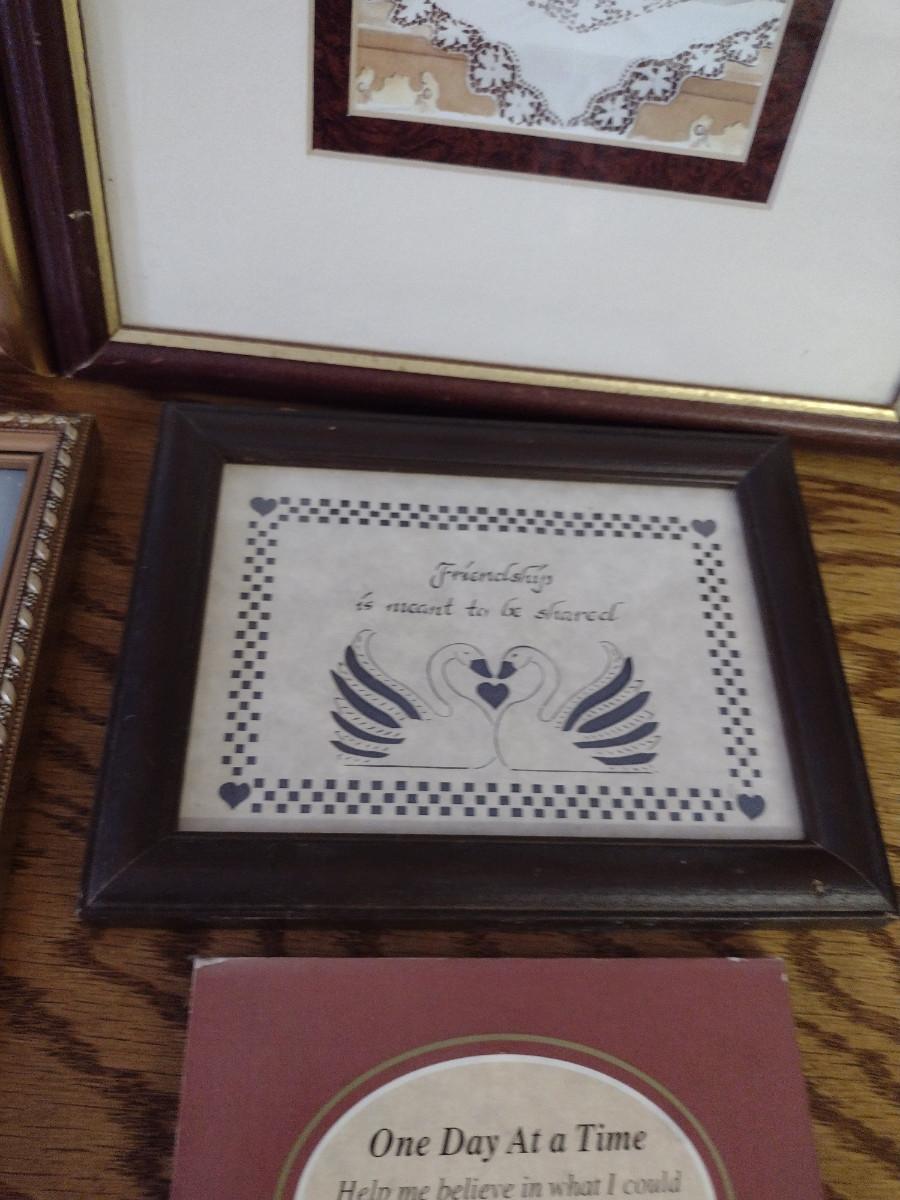 Friendship
is meant to be shared
One Day At a Time
Help me believe in what I could